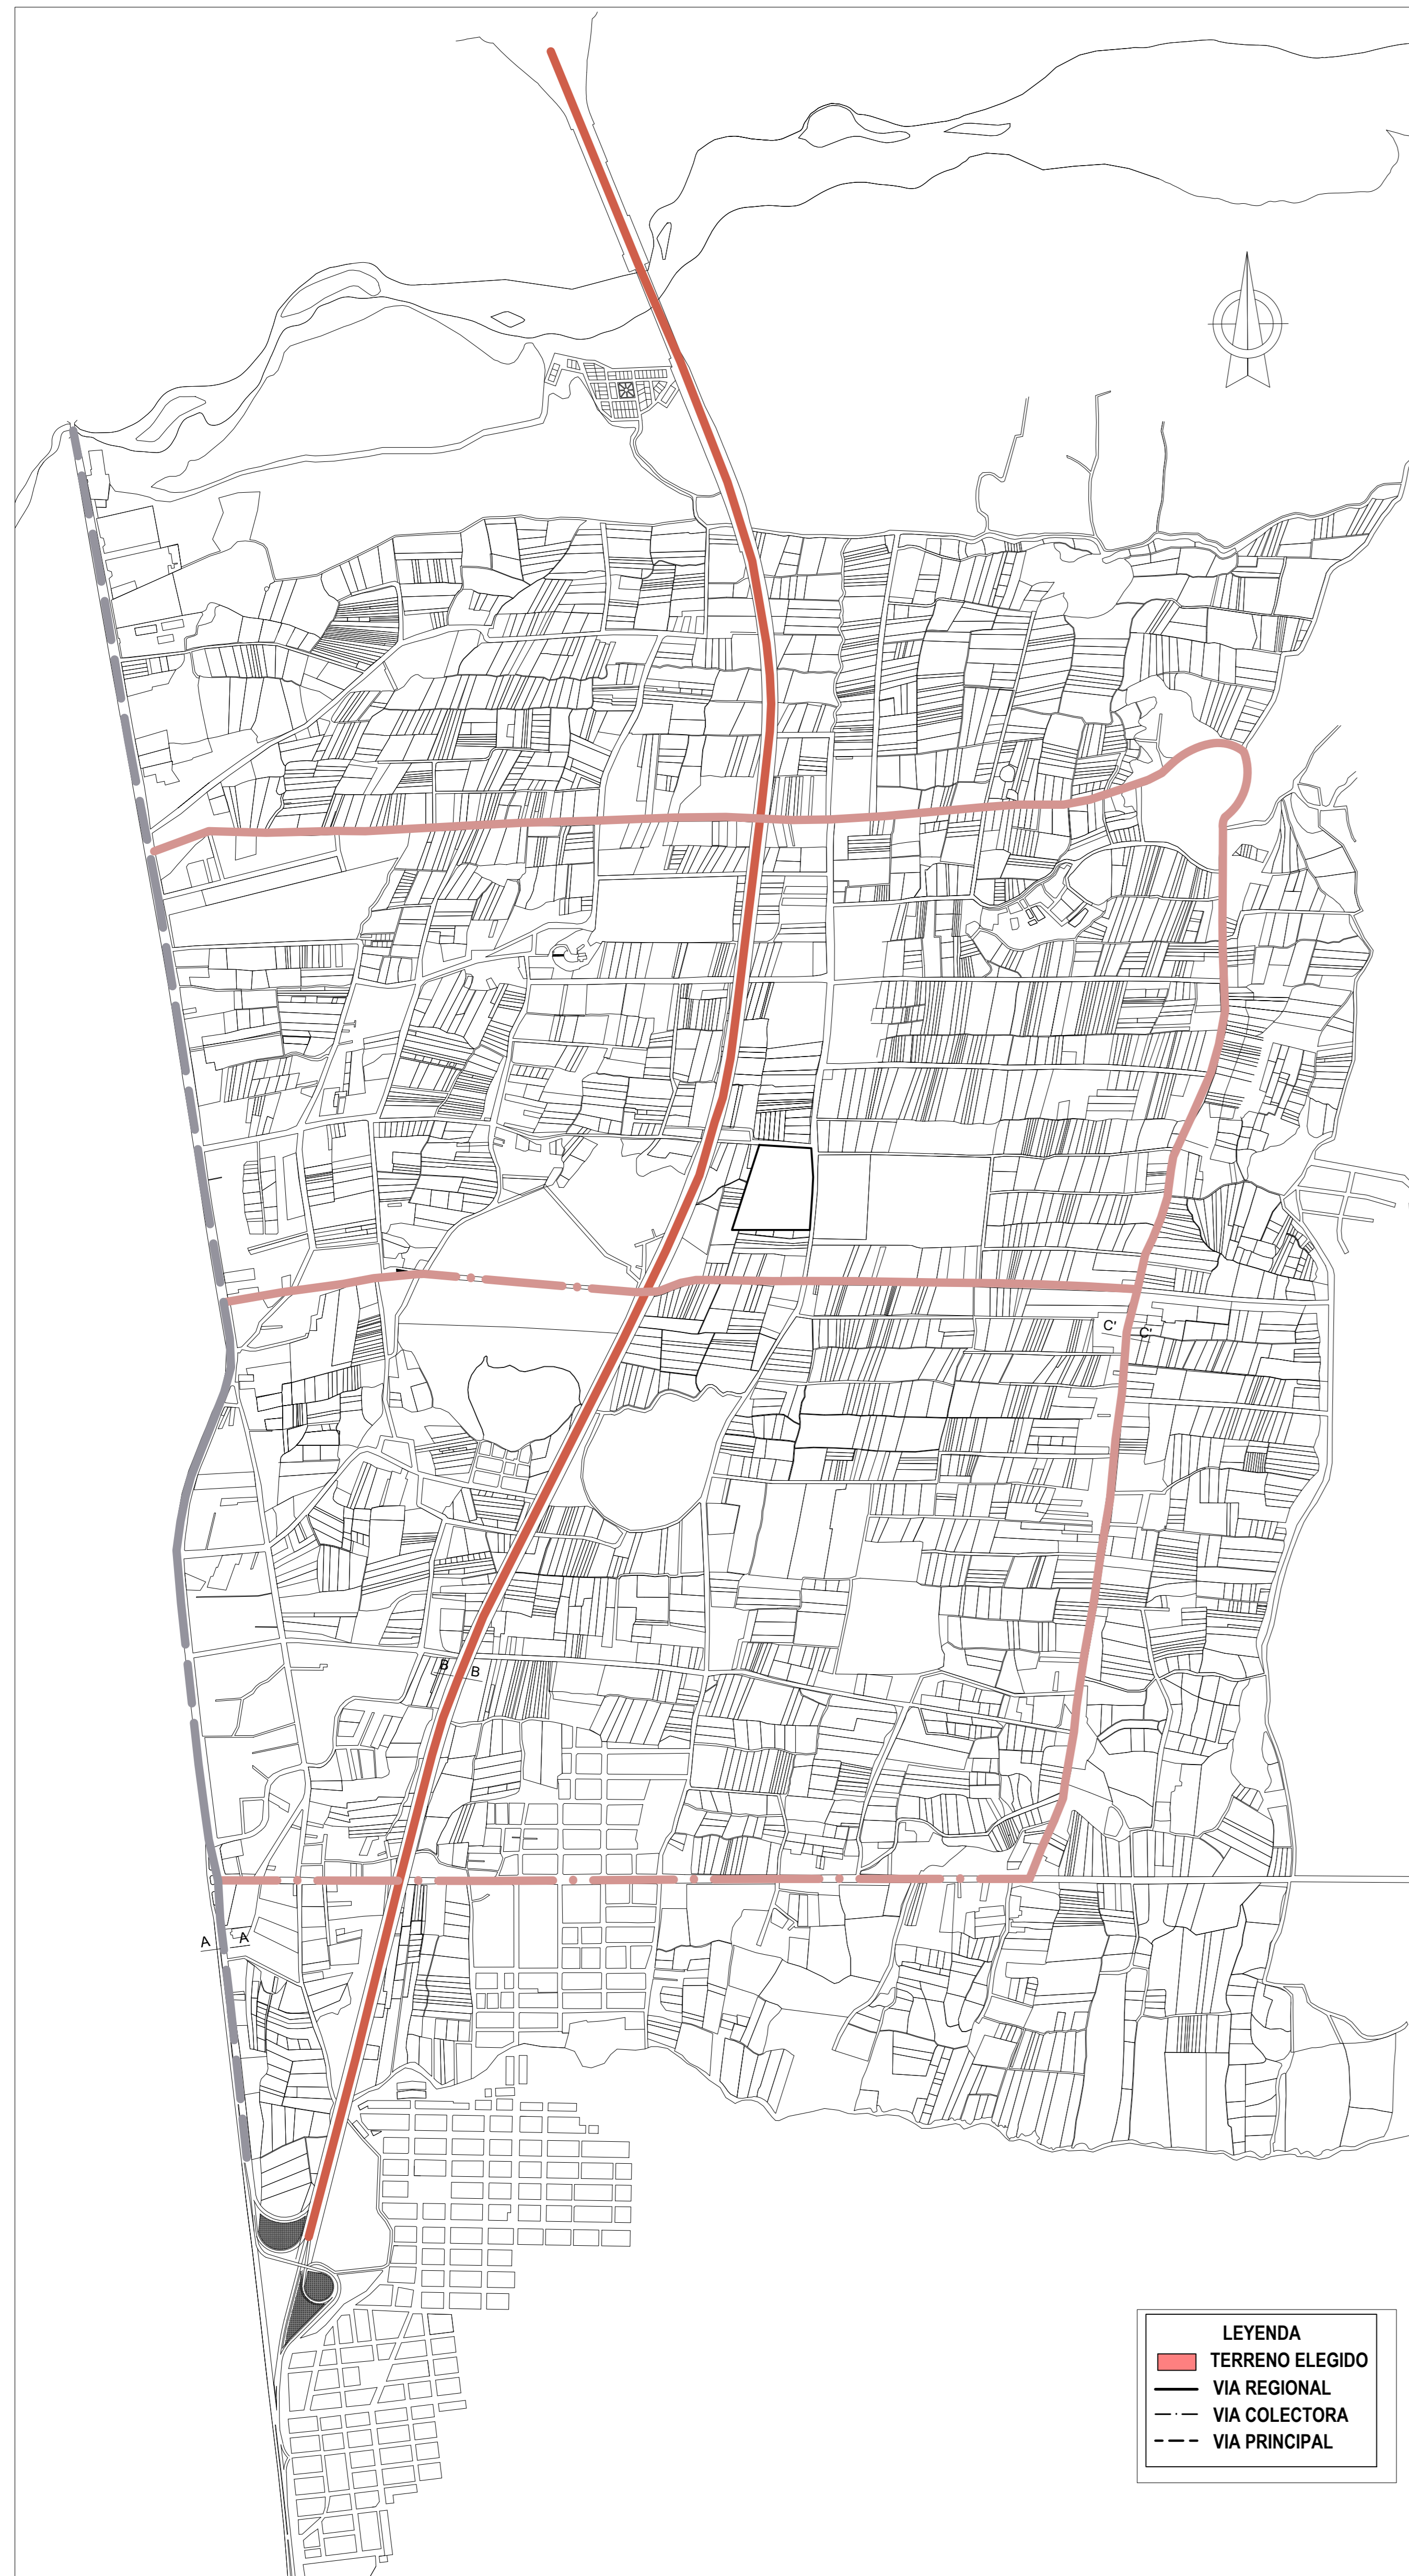 C' C'
B B
A A
LEYENDA
TERRENO ELEGIDO
VIA REGIONAL
VIA COLECTORA
VIA PRINCIPAL